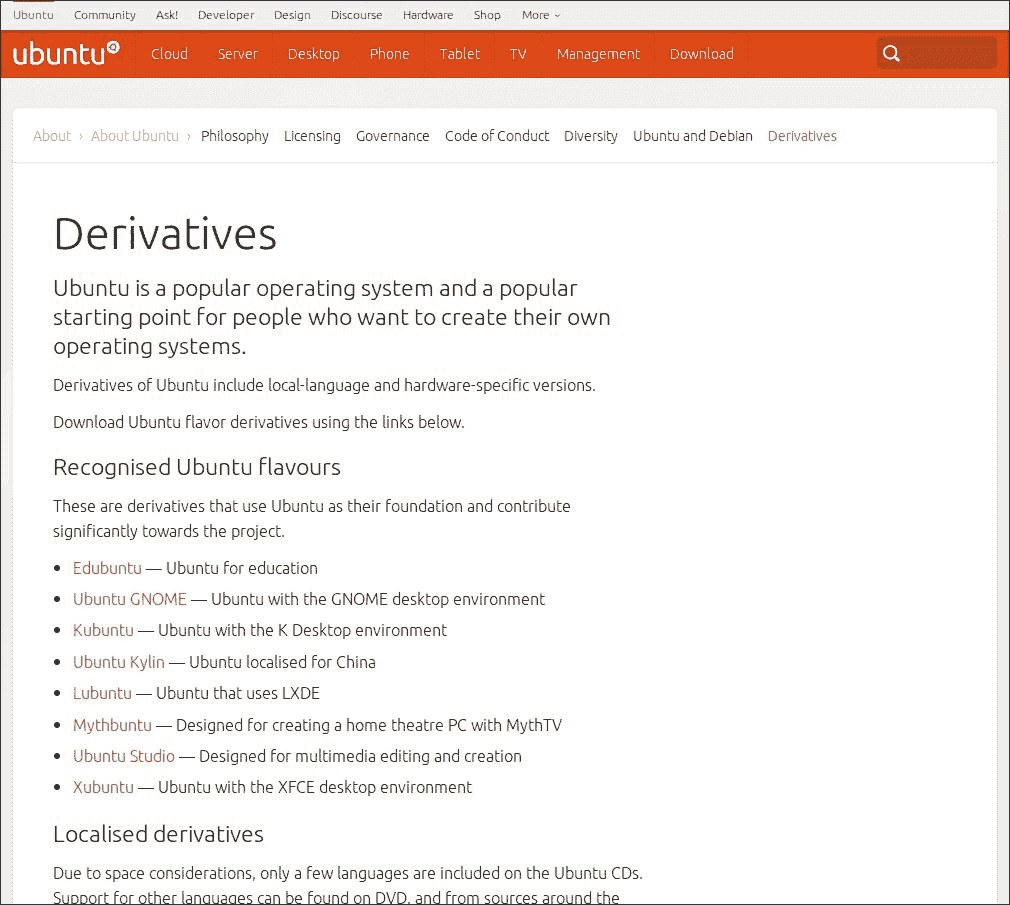 Ubuntu Community Ask! Developer Design Discourse Hardware Shop More
ubuntu Cloud Server Desktop Phone Tablet TV Management Download
About › About Ubuntu › Philosophy Licensing Governance Code of Conduct Diversity Ubuntu and Debian Derivatives
Derivatives
Ubuntu is a popular operating system and a popular
starting point for people who want to create their own
operating systems.
Derivatives of Ubuntu include local-language and hardware-specific versions.
Download Ubuntu flavor derivatives using the links below.
Recognised Ubuntu flavours
These are derivatives that use Ubuntu as their foundation and contribute
significantly towards the project.
• Edubuntu — Ubuntu for education
• Ubuntu GNOME — Ubuntu with the GNOME desktop environment
• Kubuntu — Ubuntu with the K Desktop environment
• Ubuntu Kylin — Ubuntu localised for China
• Lubuntu — Ubuntu that uses LXDE
• Mythbuntu — Designed for creating a home theatre PC with MythTV
• Ubuntu Studio — Designed for multimedia editing and creation
• Xubuntu — Ubuntu with the XFCE desktop environment
Localised derivatives
Due to space considerations, only a few languages are included on the Ubuntu CDs.
Support for other languages can be found on DVD, and from sources around the